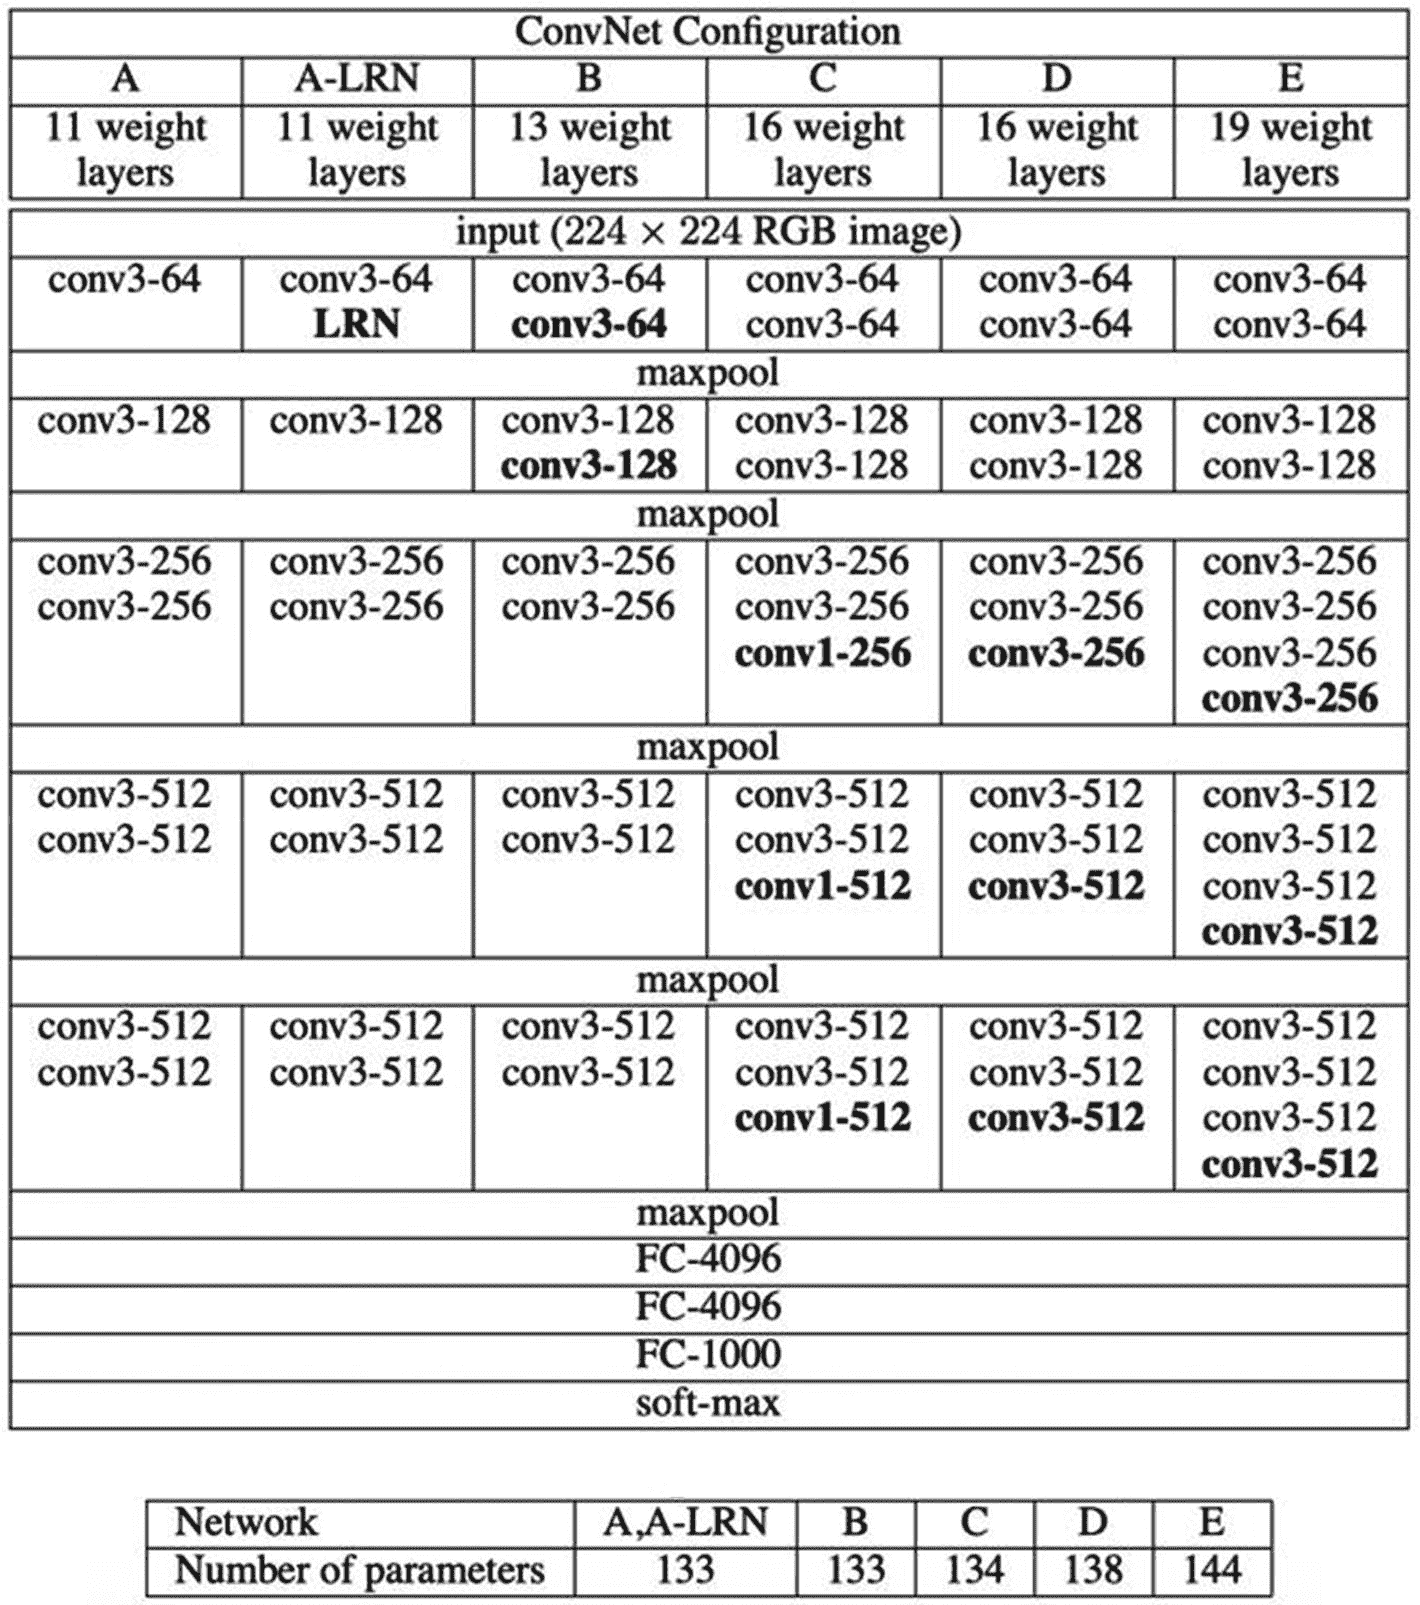 ConvNet Configuration
A A-LRN B C D E
11 weight 11 weight 13 weight 16 weight 16 weight 19 weight
layers layers layers layers layers layers
input (224 × 224 RGB image)
conv3-64 conv3-64 conv3-64 conv3-64 conv3-64 conv3-64
LRN conv3-64 conv3-64 conv3-64 conv3-64
maxpool
conv3-128 conv3-128 conv3-128 conv3-128 conv3-128 conv3-128
conv3-128 conv3-128 conv3-128 conv3-128
maxpool
conv3-256 conv3-256 conv3-256 conv3-256 conv3-256 conv3-256
conv3-256 conv3-256 conv3-256 conv3-256 conv3-256 conv3-256
conv1-256 conv3-256 conv3-256
conv3-256
maxpool
conv3-512 conv3-512 conv3-512 conv3-512 conv3-512 conv3-512
conv3-512 conv3-512 conv3-512 conv3-512 conv3-512 conv3-512
conv1-512 conv3-512 conv3-512
conv3-512
maxpool
conv3-512 conv3-512 conv3-512 conv3-512 conv3-512 conv3-512
conv3-512 conv3-512 conv3-512 conv3-512 conv3-512 conv3-512
conv1-512 conv3-512 conv3-512
conv3-512
maxpool
FC-4096
FC-4096
FC-1000
soft-max
Network A,A-LRN B C D E
Number of parameters 133 133 134 138 144